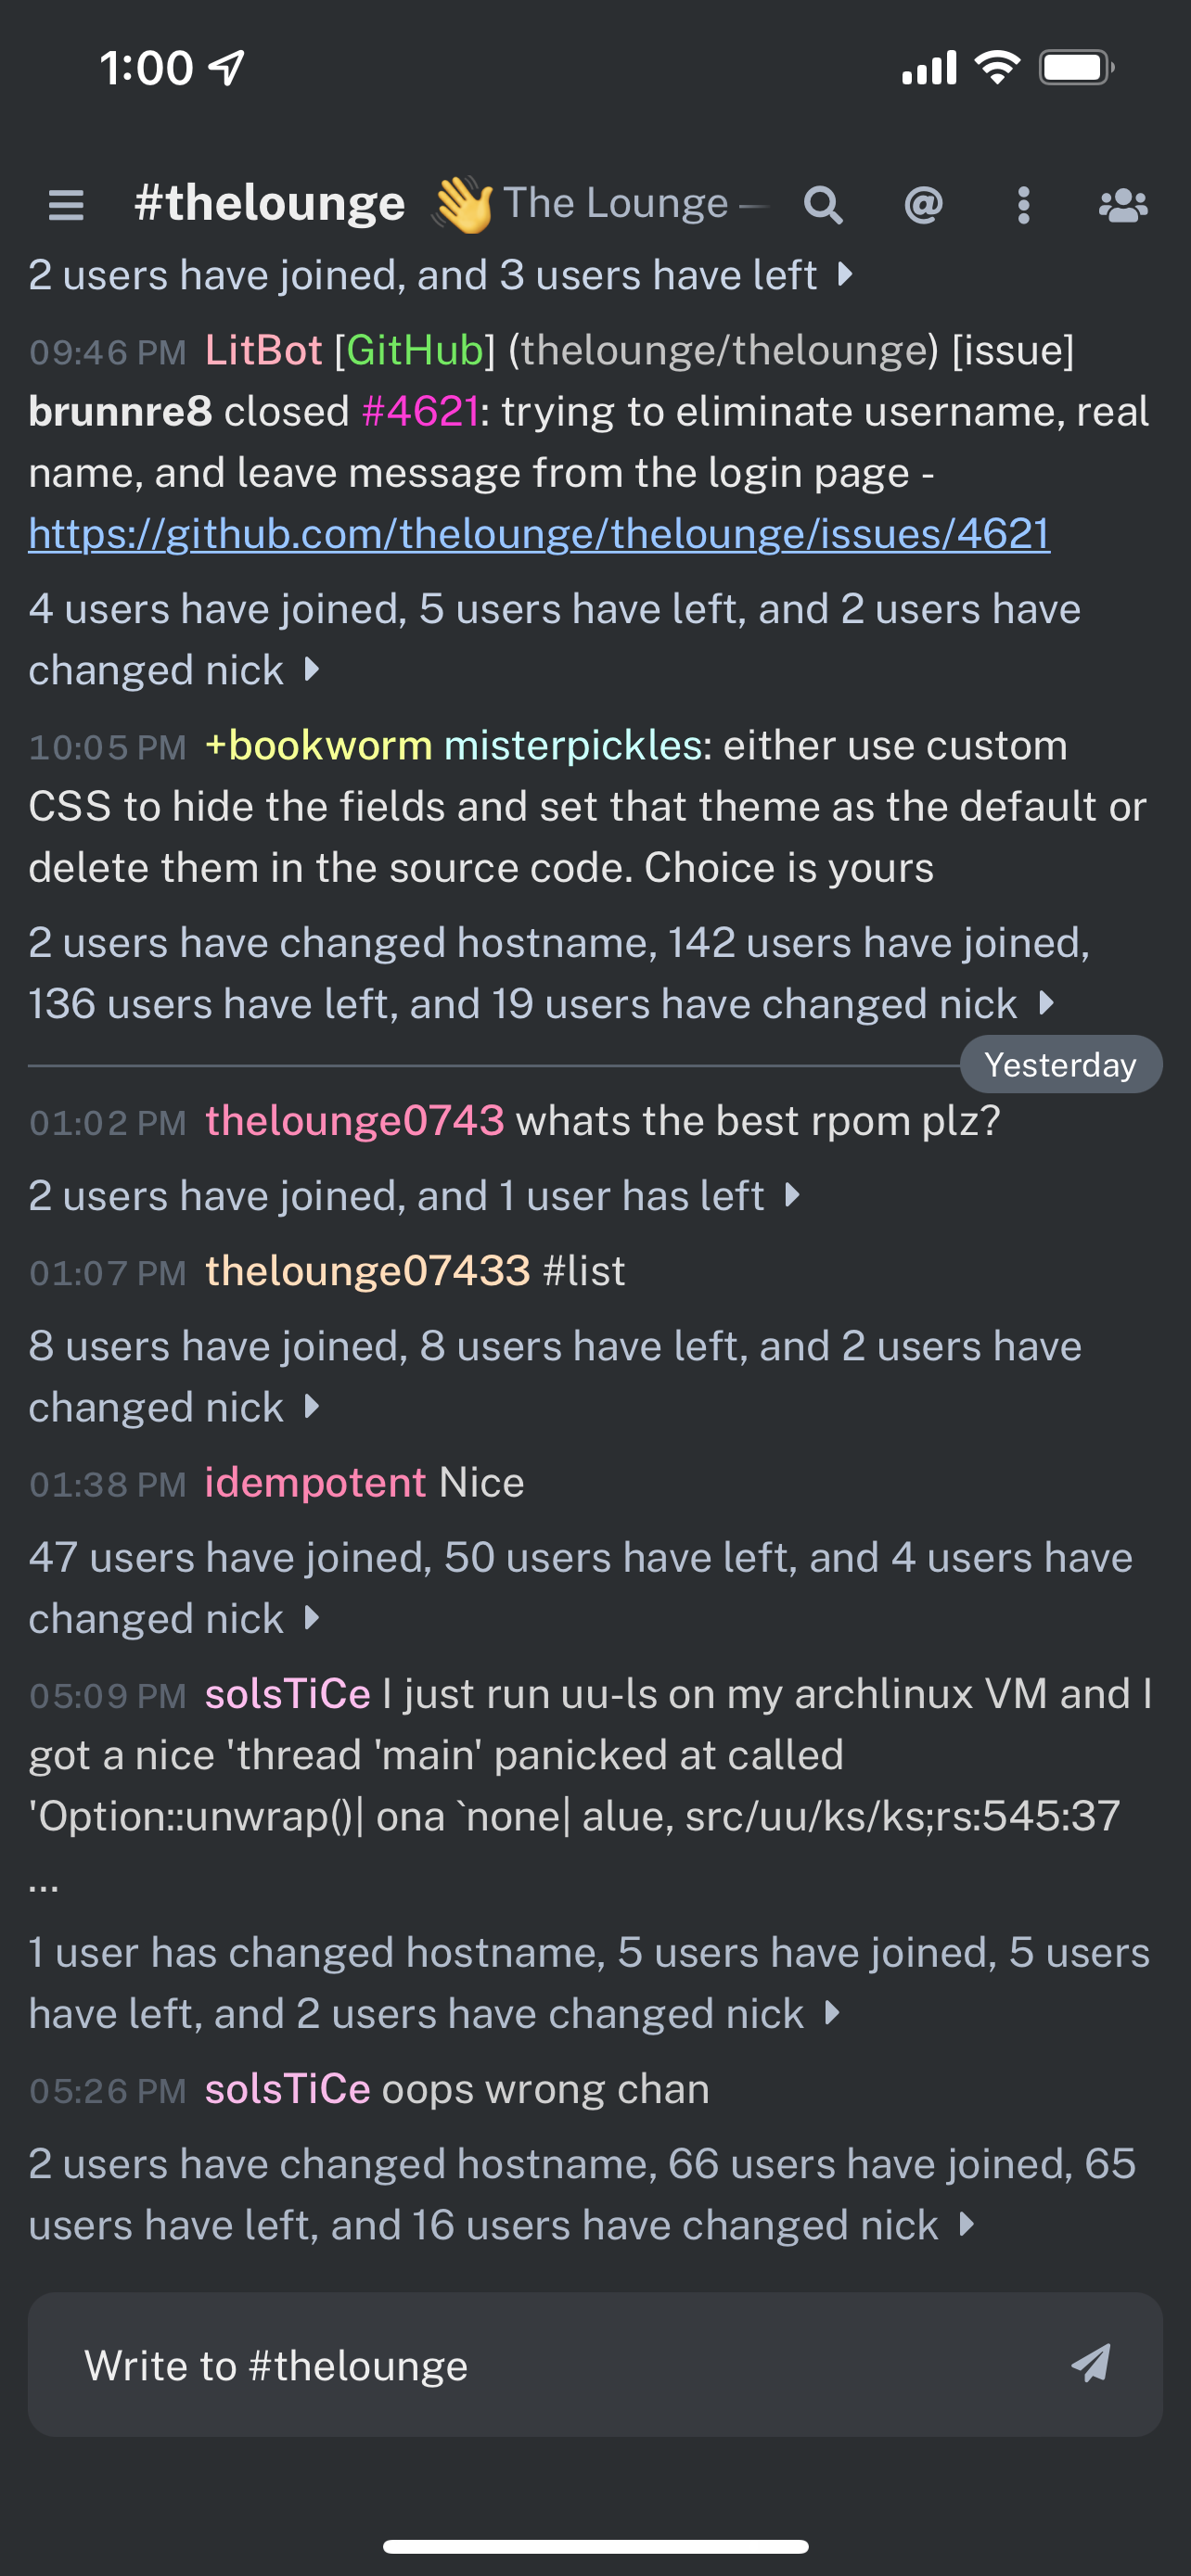 1:00
#thelounge 👋 The Lounge —
2 users have joined, and 3 users have left
09:46 PM LitBot [GitHub] (thelounge/thelounge) [issue]
brunnre8 closed #4621: trying to eliminate username, real
name, and leave message from the login page -
https://github.com/thelounge/thelounge/issues/4621
4 users have joined, 5 users have left, and 2 users have
changed nick
10:05 PM +bookworm misterpickles: either use custom
CSS to hide the fields and set that theme as the default or
delete them in the source code. Choice is yours
2 users have changed hostname, 142 users have joined,
136 users have left, and 19 users have changed nick
Yesterday
01:02 PM thelounge0743 whats the best rpom plz?
2 users have joined, and 1 user has left
01:07 PM thelounge07433 #list
8 users have joined, 8 users have left, and 2 users have
changed nick
01:38 PM idempotent Nice
47 users have joined, 50 users have left, and 4 users have
changed nick
05:09 PM solsTiCe I just run uu-ls on my archlinux VM and I
got a nice 'thread 'main' panicked at called
'Option::unwrap()| ona `none| alue, src/uu/ks/ks;rs:545:37
...
1 user has changed hostname, 5 users have joined, 5 users
have left, and 2 users have changed nick
05:26 PM solsTiCe oops wrong chan
2 users have changed hostname, 66 users have joined, 65
users have left, and 16 users have changed nick
Write to #thelounge